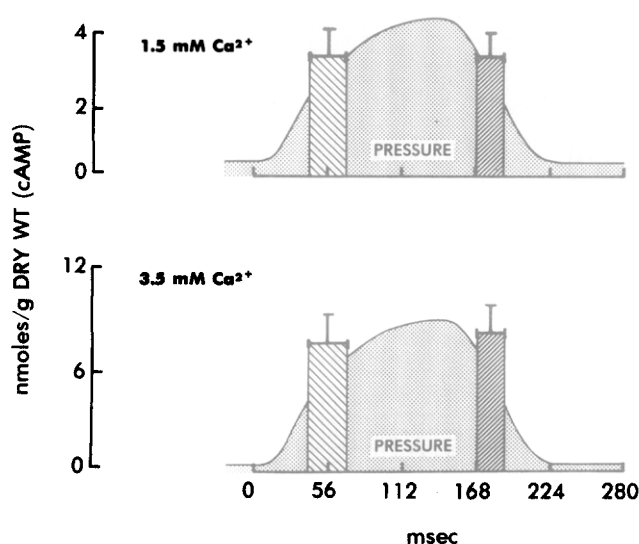 nmoles/g DRY WT (cAMP)
4
2
0
1.5 mM Ca²⁺
PRESSURE
12
6
0
3.5 mM Ca²⁺
PRESSURE
0 56 112 168 224 280
msec